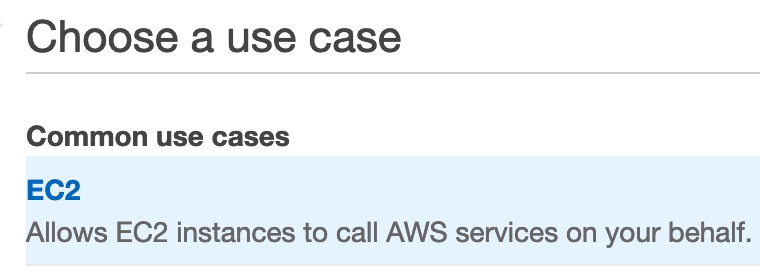 Choose a use case
Common use cases
EC2
Allows EC2 instances to call AWS services on your behalf.